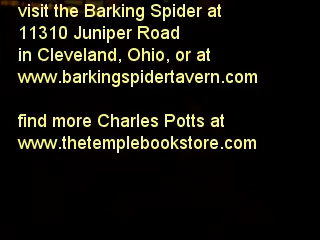 visit the Barking Spider at
11310 Juniper Road
in Cleveland, Ohio, or at
www.barkingspidertavern.com
find more Charles Potts at
www.thetemplebookstore.com